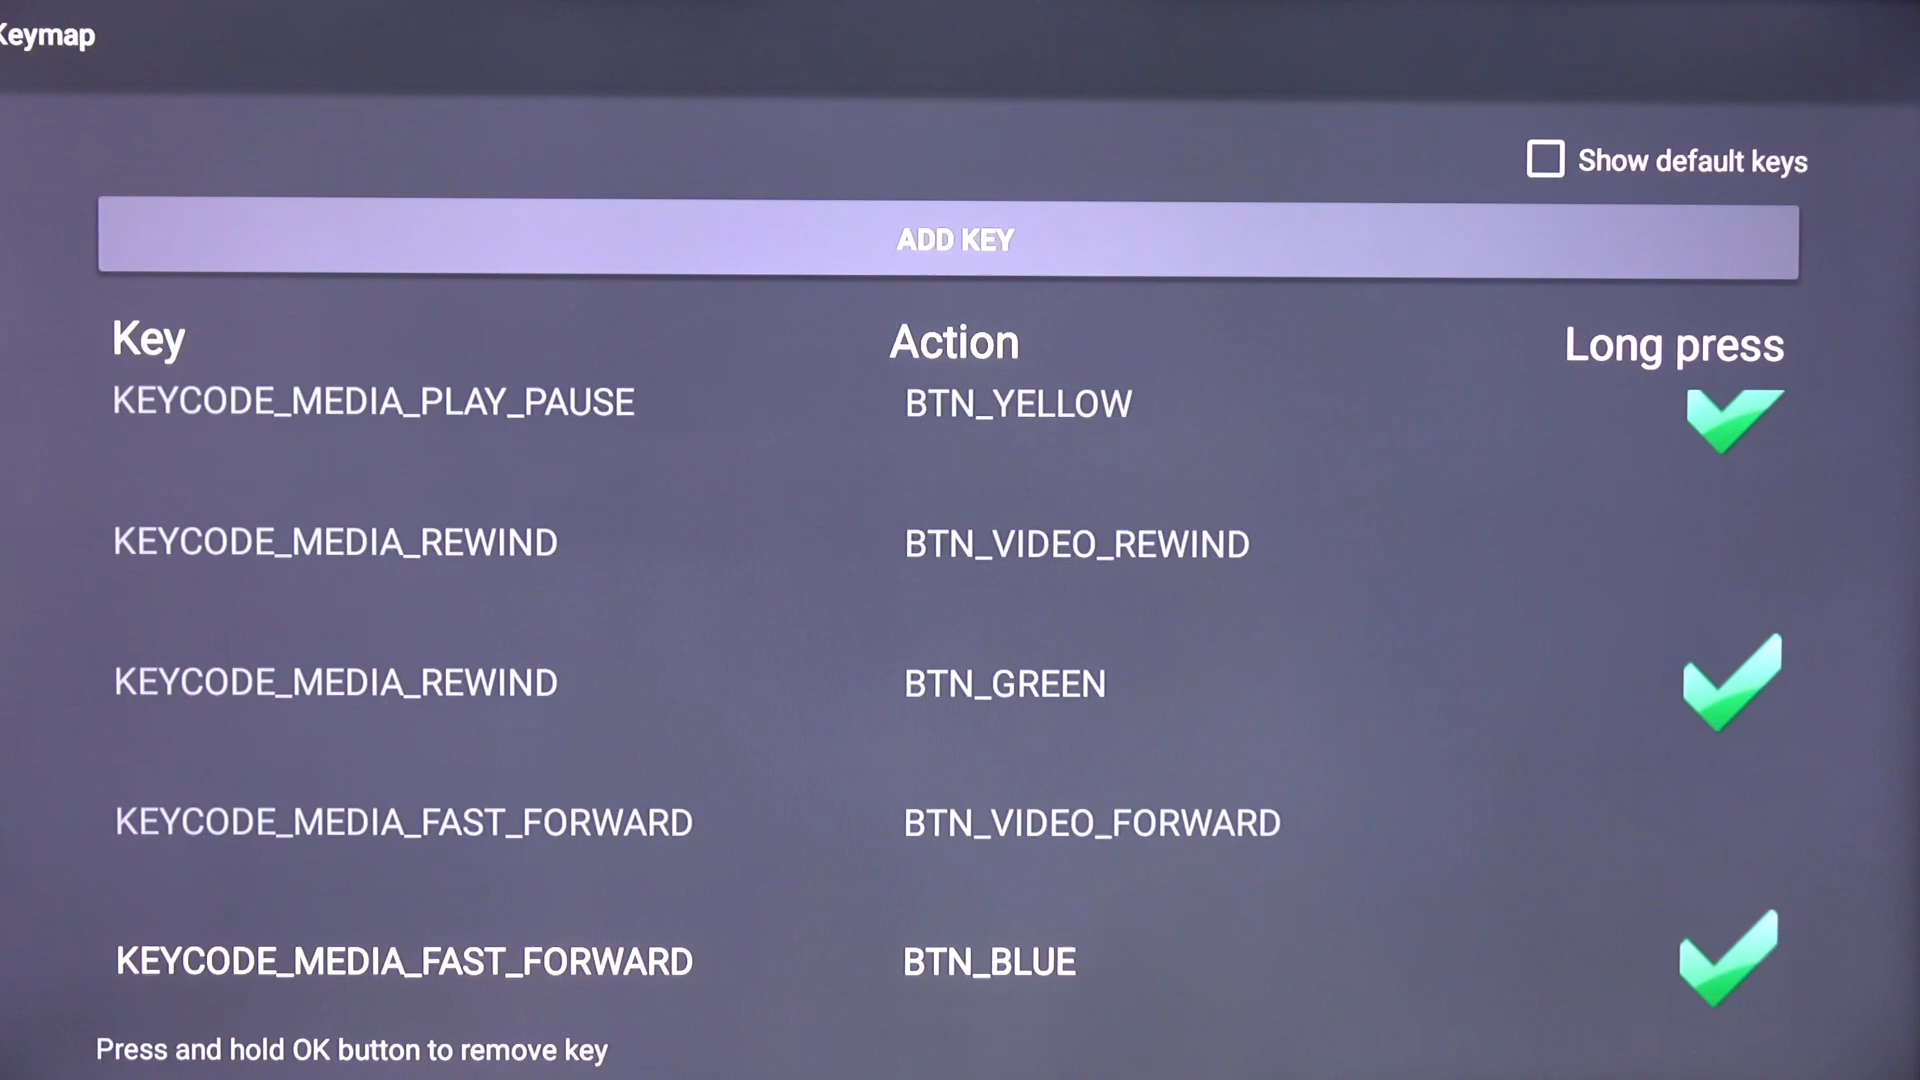 Keymap
Show default keys
ADD KEY
Key Action Long press
KEYCODE_MEDIA_PLAY_PAUSE BTN_YELLOW
KEYCODE_MEDIA_REWIND BTN_VIDEO_REWIND
KEYCODE_MEDIA_REWIND BTN_GREEN
KEYCODE_MEDIA_FAST_FORWARD BTN_VIDEO_FORWARD
KEYCODE_MEDIA_FAST_FORWARD BTN_BLUE
Press and hold OK button to remove key